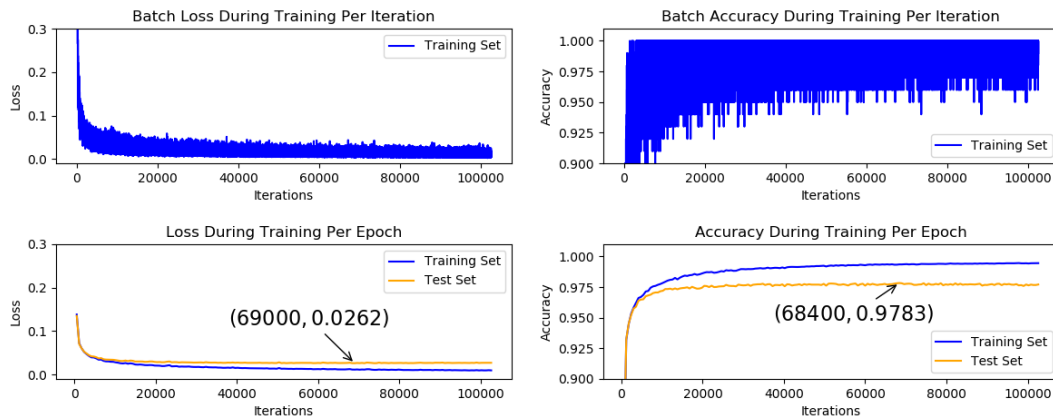 Batch Loss During Training Per Iteration
0.3
0.2
0.1
0.0
Loss
Training Set
0
20000
40000
60000
80000
100000
Iterations
Batch Accuracy During Training Per Iteration
1.000
0.975
0.950
0.925
0.900
Accuracy
Training Set
0
20000
40000
60000
80000
100000
Iterations
Loss During Training Per Epoch
0.3
0.2
0.1
0.0
Loss
Training Set
Test Set
(69000, 0.0262)
0
20000
40000
60000
80000
100000
Iterations
Accuracy During Training Per Epoch
1.000
0.975
0.950
0.925
0.900
Accuracy
(68400, 0.9783)
Training Set
Test Set
0
20000
40000
60000
80000
100000
Iterations